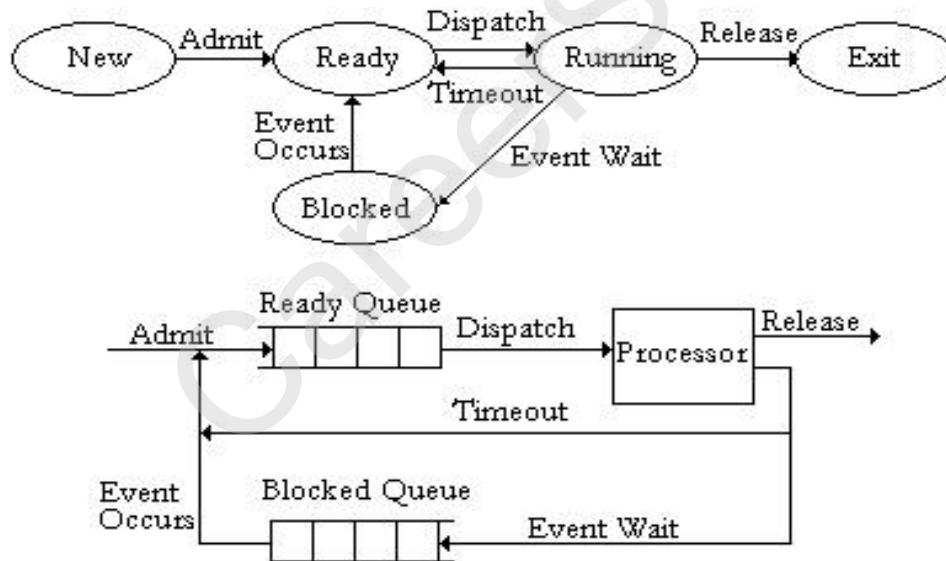 New
Admit
Ready
Dispatch
Timeout
Running
Release
Exit
Event
Occurs
Event Wait
Blocked
Ready Queue
Admit
Dispatch
Processor
Release
Timeout
Blocked Queue
Event
Occurs
Event Wait
Careers